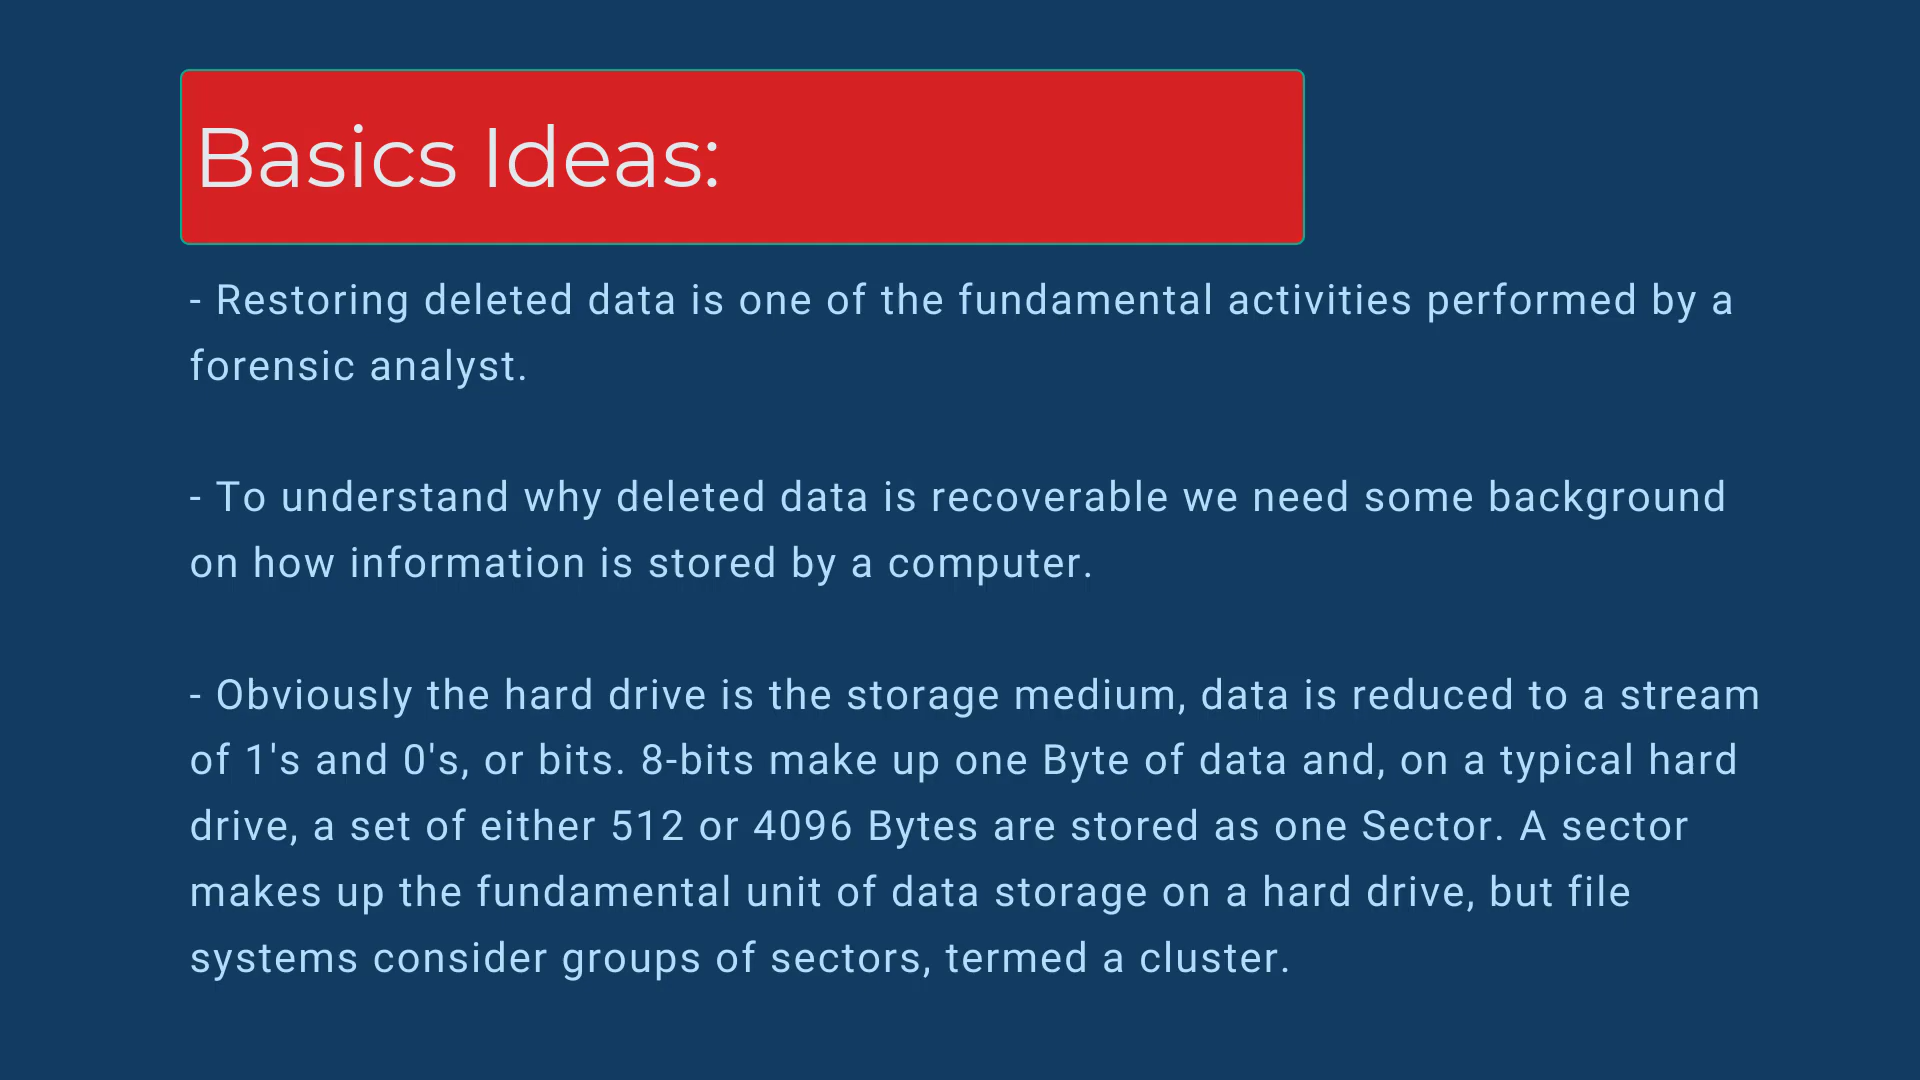 Basics Ideas:
- Restoring deleted data is one of the fundamental activities performed by a
forensic analyst.
- To understand why deleted data is recoverable we need some background
on how information is stored by a computer.
- Obviously the hard drive is the storage medium, data is reduced to a stream
of 1's and 0's, or bits. 8-bits make up one Byte of data and, on a typical hard
drive, a set of either 512 or 4096 Bytes are stored as one Sector. A sector
makes up the fundamental unit of data storage on a hard drive, but file
systems consider groups of sectors, termed a cluster.